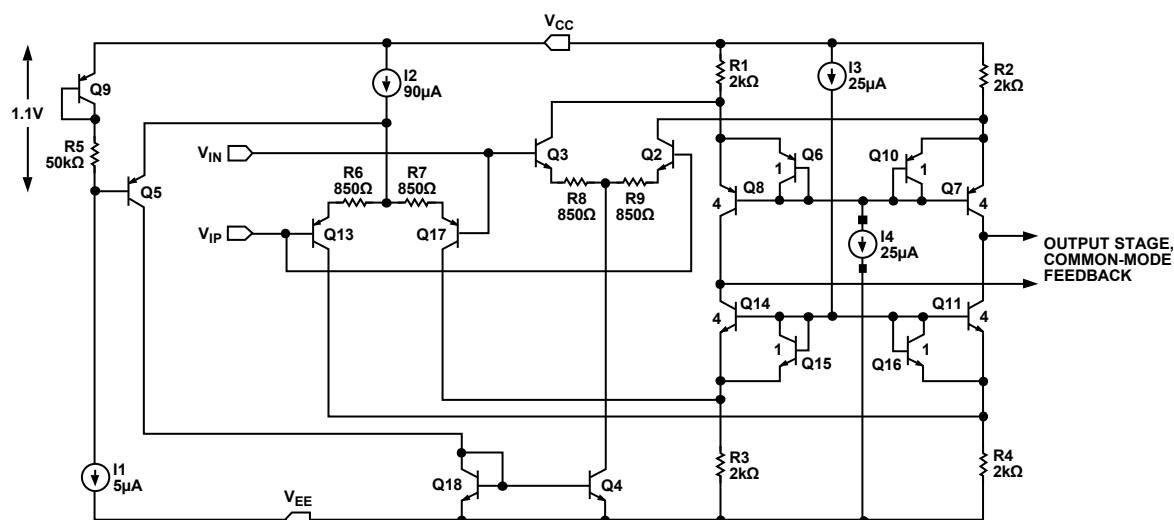 VCC
1.1V
Q9
R5
50kΩ
Q5
I1
5µA
I2
90µA
VIN
VIP
R6
850Ω
R7
850Ω
Q13
Q17
Q3
Q2
R8
850Ω
R9
850Ω
R1
2kΩ
I3
25µA
R2
2kΩ
Q6
1
Q10
1
Q8
4
Q7
4
I4
25µA
OUTPUT STAGE,
COMMON-MODE
FEEDBACK
Q14
4
Q11
4
1
Q15
1
Q16
R3
2kΩ
R4
2kΩ
Q18
Q4
VEE